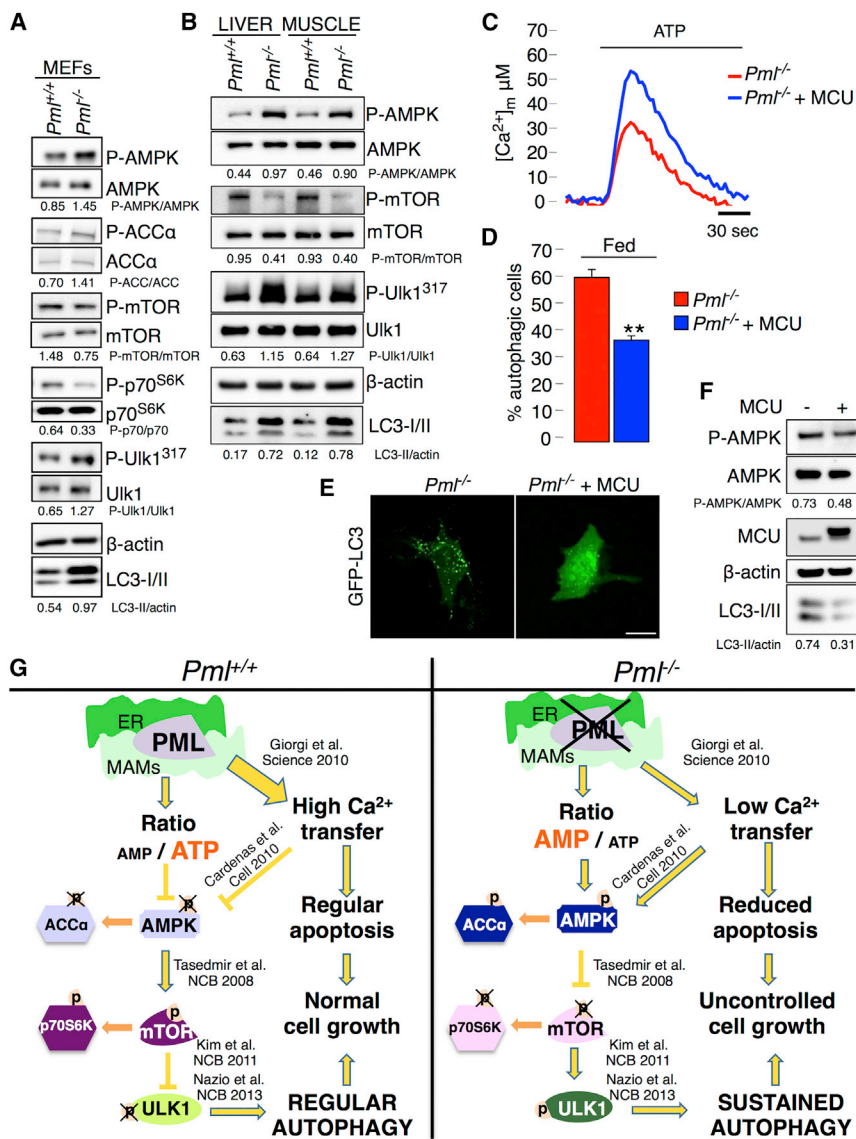 A
MEFs
Pml+/+
Pml-/-
P-AMPK
AMPK
0.85 1.45
P-AMPK/AMPK
P-ACCα
ACCα
0.70 1.41
P-ACC/ACC
P-mTOR
mTOR
1.48 0.75
P-mTOR/mTOR
P-p70S6K
p70S6K
0.64 0.33
P-p70/p70
P-Ulk1317
Ulk1
0.65 1.27
P-Ulk1/Ulk1
β-actin
LC3-I/II
0.54 0.97
LC3-II/actin
B
LIVER MUSCLE
Pml+/+
Pml-/-
Pml+/+
Pml-/-
P-AMPK
AMPK
0.44 0.97 0.46 0.90
P-AMPK/AMPK
P-mTOR
mTOR
0.95 0.41 0.93 0.40
P-mTOR/mTOR
P-Ulk1317
Ulk1
0.63 1.15 0.64 1.27
P-Ulk1/Ulk1
β-actin
LC3-I/II
0.17 0.72 0.12 0.78
LC3-II/actin
C
ATP
[Ca2+]m μM
70
60
50
40
30
20
10
0
Pml-/-
Pml-/- + MCU
30 sec
D
Fed
% autophagic cells
70
60
50
40
30
20
10
0
**
Pml-/-
Pml-/- + MCU
E
Pml-/-
Pml-/- + MCU
GFP-LC3
F
MCU - +
P-AMPK
AMPK
P-AMPK/AMPK 0.73 0.48
MCU
β-actin
LC3-I/II
LC3-II/actin 0.74 0.31
G
Pml+/+
ER
PML
MAMs
Giorgi et al.
Science 2010
Ratio
AMP / ATP
High Ca2+
transfer
Cardenas et al.
Cell 2010
p
p
ACCα
AMPK
Regular
apoptosis
Tasedmir et al.
NCB 2008
p
p
p70S6K
mTOR
Normal
cell growth
Kim et al.
NCB 2011
Nazio et al.
NCB 2013
p
ULK1
REGULAR
AUTOPHAGY
Pml-/-
ER
PML
MAMs
Giorgi et al.
Science 2010
Ratio
AMP / ATP
Low Ca2+
transfer
Cardenas et al.
Cell 2010
p
p
ACCα
AMPK
Reduced
apoptosis
Tasedmir et al.
NCB 2008
p
p
p70S6K
mTOR
Uncontrolled
cell growth
Kim et al.
NCB 2011
Nazio et al.
NCB 2013
p
ULK1
SUSTAINED
AUTOPHAGY